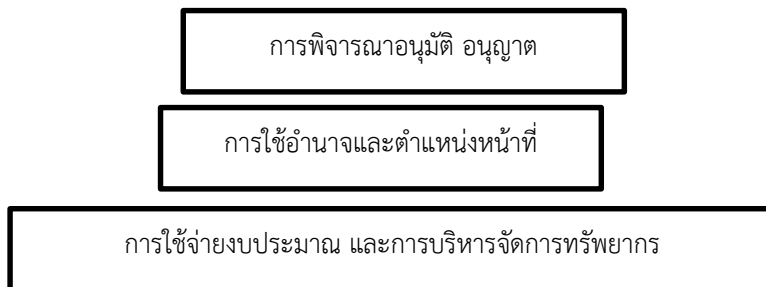 การพิจารณาอนุมัติ อนุญาต
การใช้อำนาจและตำแหน่งหน้าที่
การใช้จ่ายงบประมาณ และการบริหารจัดการทรัพยากร